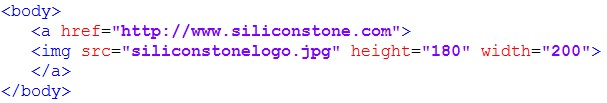 <body>
<a href="http://www.siliconstone.com">
<img src="siliconstonelogo.jpg" height="180" width="200">
</a>
</body>